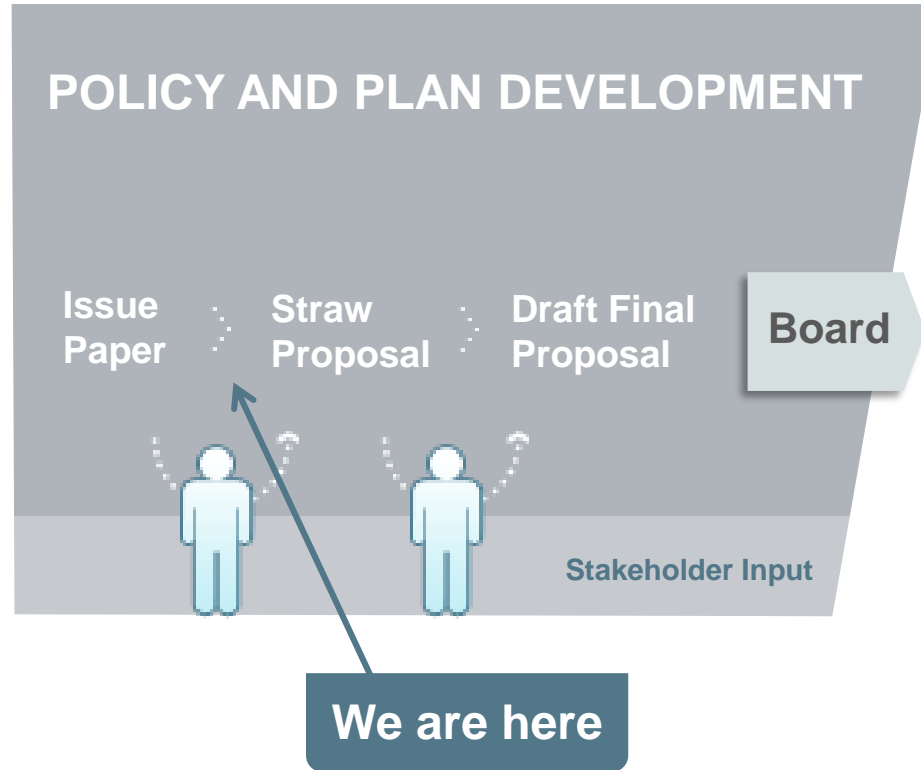 POLICY AND PLAN DEVELOPMENT
Issue
Paper
Straw
Proposal
Draft Final
Proposal
Board
Stakeholder Input
We are here